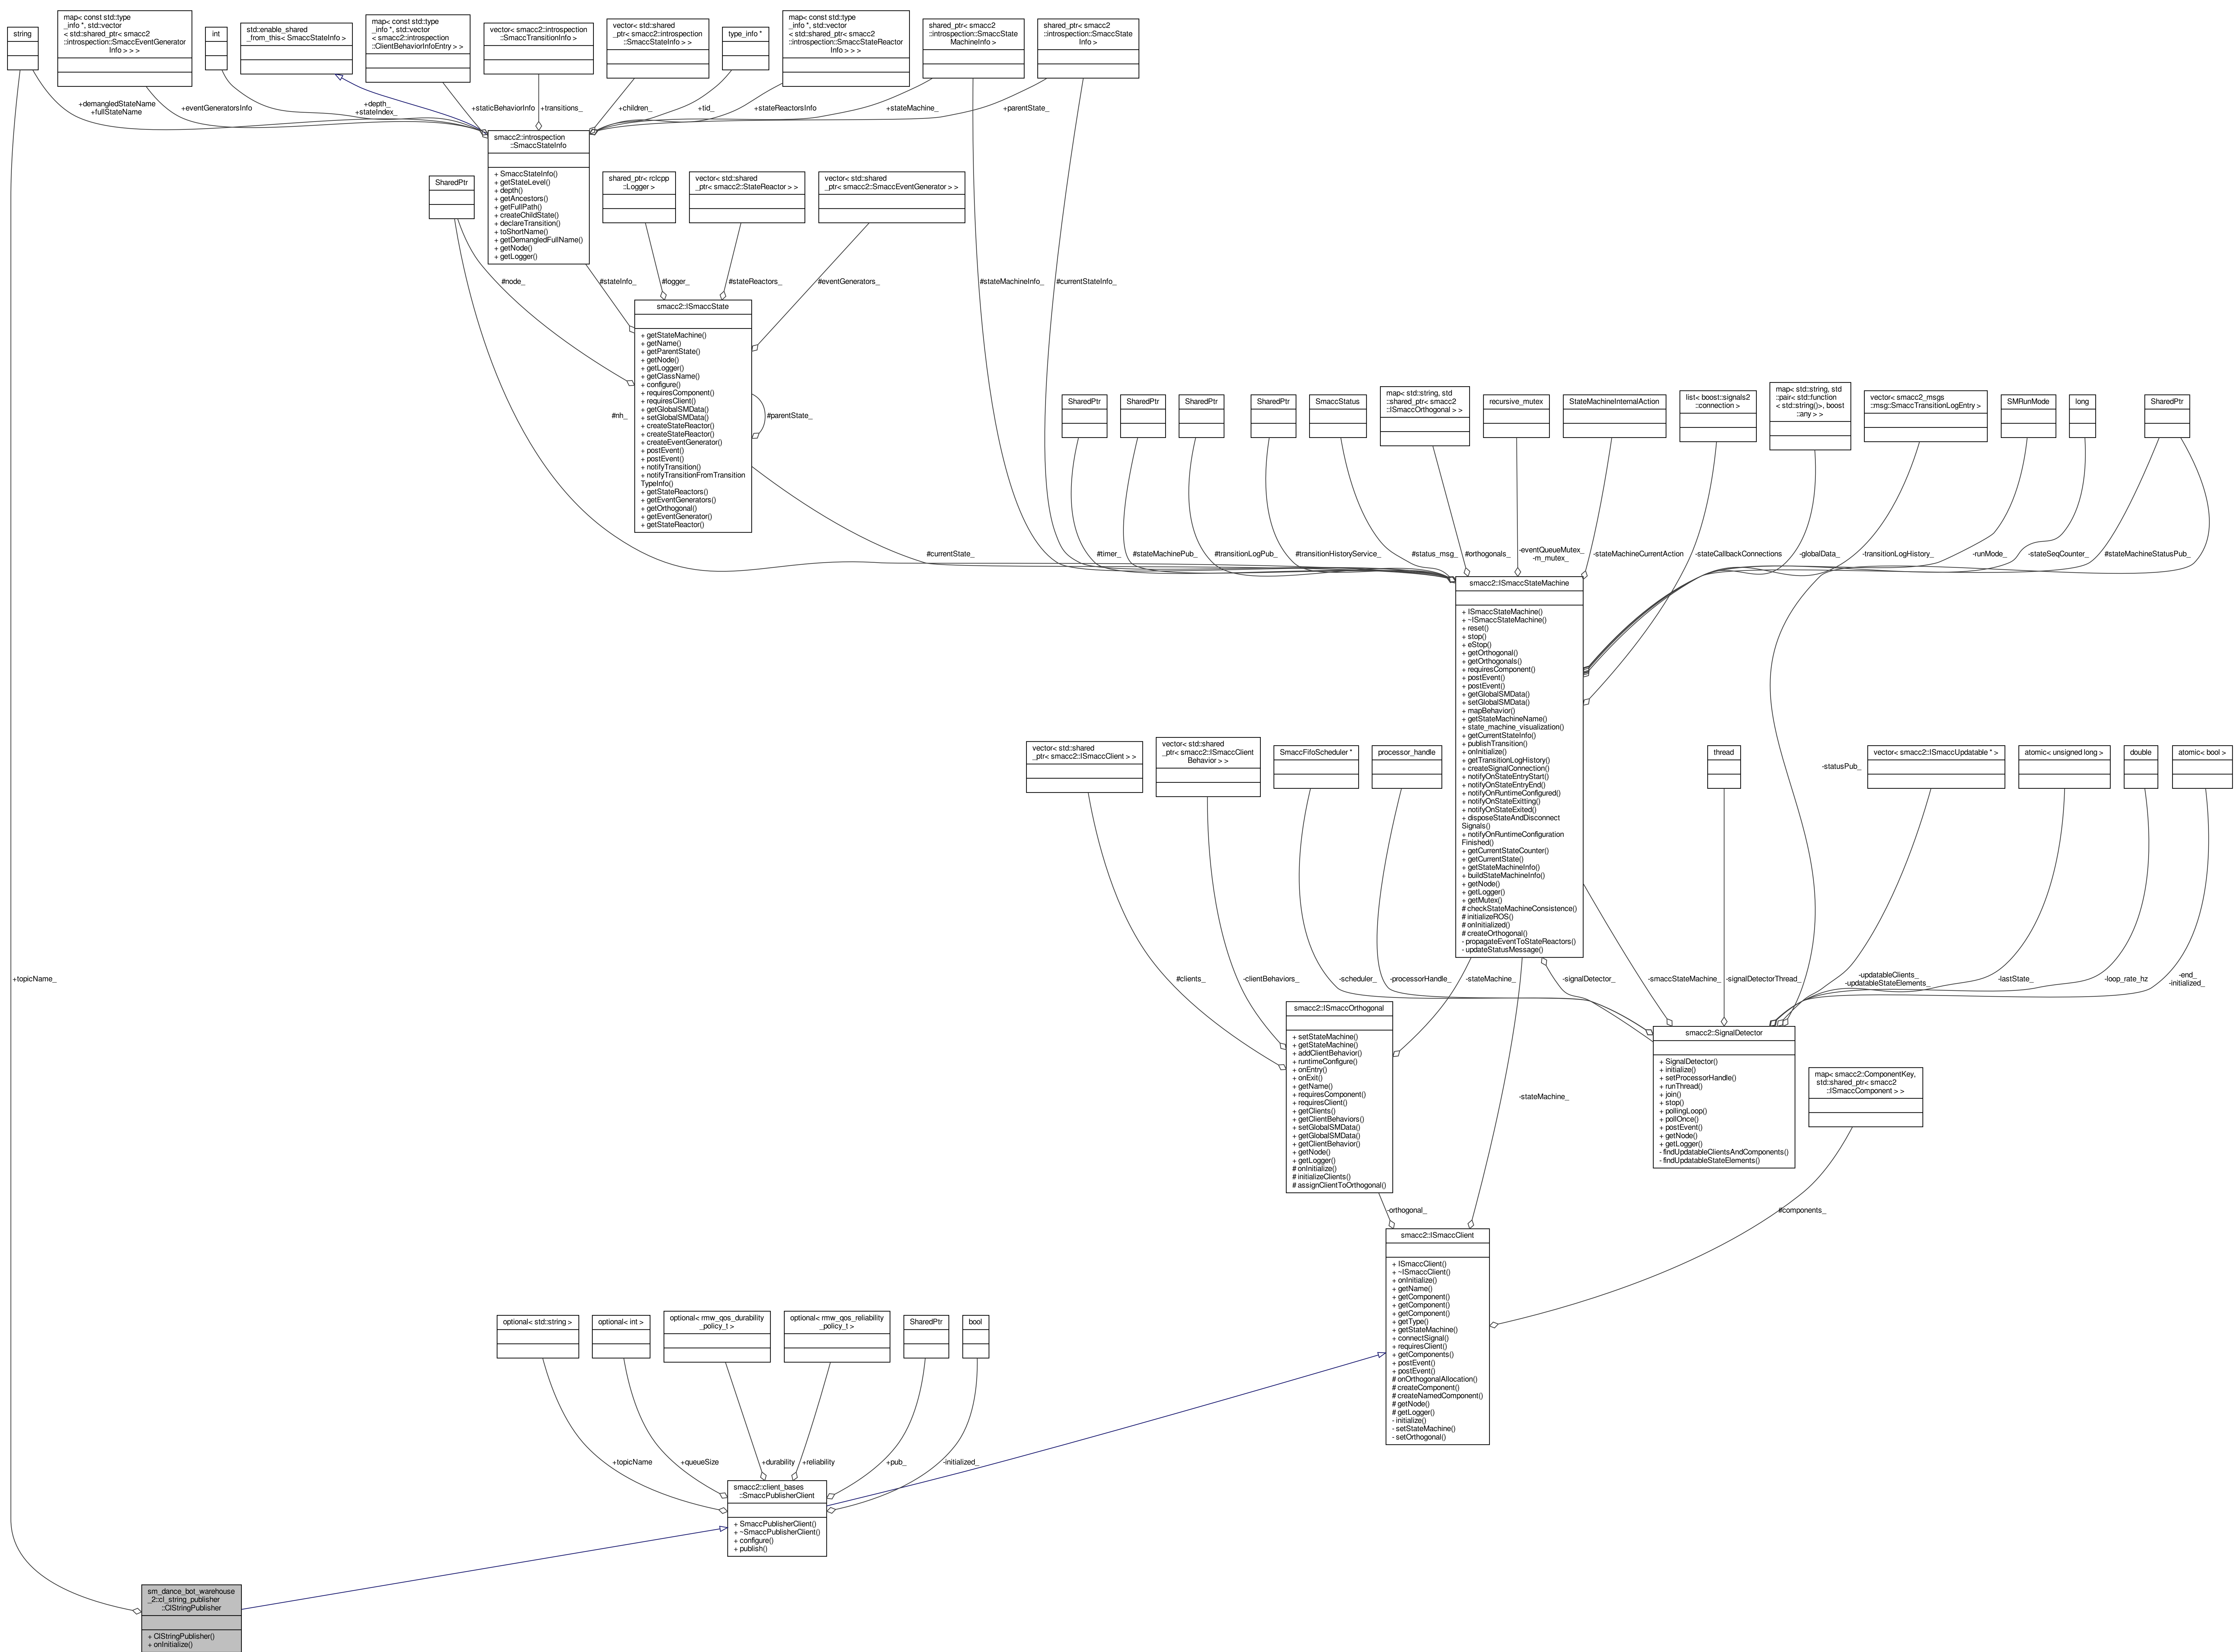 string
map< const std::type
_info *, std::vector
< std::shared_ptr< smacc2
::introspection::SmaccEventGenerator
Info > > >
int
std::enable_shared
_from_this< SmaccStateInfo >
map< const std::type
_info *, std::vector
< smacc2::introspection
::ClientBehaviorInfoEntry > >
vector< smacc2::introspection
::SmaccTransitionInfo >
vector< std::shared
_ptr< smacc2::introspection
::SmaccStateInfo > >
type_info *
map< const std::type
_info *, std::vector
< std::shared_ptr< smacc2
::introspection::SmaccStateReactor
Info > > >
shared_ptr< smacc2
::introspection::SmaccState
MachineInfo >
shared_ptr< smacc2
::introspection::SmaccState
Info >
+demangledStateName
+fullStateName
+eventGeneratorsInfo
+depth_
+stateIndex_
+staticBehaviorInfo
+transitions_
+children_
+tid_
+stateReactorsInfo
+stateMachine_
+parentState_
smacc2::introspection
::SmaccStateInfo
+ SmaccStateInfo()
+ getStateLevel()
+ depth()
+ getAncestors()
+ getFullPath()
+ createChildState()
+ declareTransition()
+ toShortName()
+ getDemangledFullName()
+ getNode()
+ getLogger()
SharedPtr
shared_ptr< rclcpp
::Logger >
vector< std::shared
_ptr< smacc2::StateReactor > >
vector< std::shared
_ptr< smacc2::SmaccEventGenerator > >
#node_
#stateInfo_
#logger_
#stateReactors_
#eventGenerators_
#stateMachineInfo_
#currentStateInfo_
smacc2::ISmaccState
+ getStateMachine()
+ getName()
+ getParentState()
+ getNode()
+ getLogger()
+ getClassName()
+ configure()
+ requiresComponent()
+ requiresClient()
+ getGlobalSMData()
+ setGlobalSMData()
+ createStateReactor()
+ createStateReactor()
+ createEventGenerator()
+ postEvent()
+ postEvent()
+ notifyTransition()
+ notifyTransitionFromTransition
TypeInfo()
+ getStateReactors()
+ getEventGenerators()
+ getOrthogonal()
+ getEventGenerator()
+ getStateReactor()
#nh_
#parentState_
SharedPtr
SharedPtr
SharedPtr
SharedPtr
SmaccStatus
map< std::string, std
::shared_ptr< smacc2
::ISmaccOrthogonal > >
recursive_mutex
StateMachineInternalAction
list< boost::signals2
::connection >
map< std::string, std
::pair< std::function
< std::string()>, boost
::any > >
vector< smacc2_msgs
::msg::SmaccTransitionLogEntry >
SMRunMode
long
SharedPtr
#currentState_
#timer_
#stateMachinePub_
#transitionLogPub_
#transitionHistoryService_
#status_msg_
#orthogonals_
-eventQueueMutex_
-m_mutex_
-stateMachineCurrentAction
-stateCallbackConnections
-globalData_
-transitionLogHistory_
-runMode_
-stateSeqCounter_
#stateMachineStatusPub_
smacc2::ISmaccStateMachine
+ ISmaccStateMachine()
+ ~ISmaccStateMachine()
+ reset()
+ stop()
+ eStop()
+ getOrthogonal()
+ getOrthogonals()
+ requiresComponent()
+ postEvent()
+ postEvent()
+ getGlobalSMData()
+ setGlobalSMData()
+ mapBehavior()
+ getStateMachineName()
+ state_machine_visualization()
+ getCurrentStateInfo()
+ publishTransition()
+ onInitialize()
+ getTransitionLogHistory()
+ createSignalConnection()
+ notifyOnStateEntryStart()
+ notifyOnStateEntryEnd()
+ notifyOnRuntimeConfigured()
+ notifyOnStateExitting()
+ notifyOnStateExited()
+ disposeStateAndDisconnect
Signals()
+ notifyOnRuntimeConfiguration
Finished()
+ getCurrentStateCounter()
+ getCurrentState()
+ getStateMachineInfo()
+ buildStateMachineInfo()
+ getNode()
+ getLogger()
+ getMutex()
# checkStateMachineConsistence()
# initializeROS()
# onInitialized()
# createOrthogonal()
- propagateEventToStateReactors()
- updateStatusMessage()
vector< std::shared
_ptr< smacc2::ISmaccClient > >
vector< std::shared
_ptr< smacc2::ISmaccClient
Behavior > >
SmaccFifoScheduler *
processor_handle
thread
-statusPub_
vector< smacc2::ISmaccUpdatable * >
atomic< unsigned long >
double
atomic< bool >
+topicName_
#clients_
-clientBehaviors_
-scheduler_
-processorHandle_
-stateMachine_
-signalDetector_
-smaccStateMachine_
-signalDetectorThread_
-updatableClients_
-updatableStateElements_
-lastState_
-loop_rate_hz
-end_
-initialized_
smacc2::ISmaccOrthogonal
+ setStateMachine()
+ getStateMachine()
+ addClientBehavior()
+ runtimeConfigure()
+ onEntry()
+ onExit()
+ getName()
+ requiresComponent()
+ requiresClient()
+ getClients()
+ getClientBehaviors()
+ setGlobalSMData()
+ getGlobalSMData()
+ getClientBehavior()
+ getNode()
+ getLogger()
# onInitialize()
# initializeClients()
# assignClientToOrthogonal()
smacc2::SignalDetector
+ SignalDetector()
+ initialize()
+ setProcessorHandle()
+ runThread()
+ join()
+ stop()
+ pollingLoop()
+ pollOnce()
+ postEvent()
+ getNode()
+ getLogger()
- findUpdatableClientsAndComponents()
- findUpdatableStateElements()
map< smacc2::ComponentKey,
std::shared_ptr< smacc2
::ISmaccComponent > >
-stateMachine_
-orthogonal_
#components_
smacc2::ISmaccClient
+ ISmaccClient()
+ ~ISmaccClient()
+ onInitialize()
+ getName()
+ getComponent()
+ getComponent()
+ getComponent()
+ getType()
+ getStateMachine()
+ connectSignal()
+ requiresClient()
+ getComponents()
+ postEvent()
+ postEvent()
# onOrthogonalAllocation()
# createComponent()
# createNamedComponent()
# getNode()
# getLogger()
- initialize()
- setStateMachine()
- setOrthogonal()
optional< std::string >
optional< int >
optional< rmw_qos_durability
_policy_t >
optional< rmw_qos_reliability
_policy_t >
SharedPtr
bool
+topicName
+queueSize
+durability
+reliability
+pub_
-initialized_
smacc2::client_bases
::SmaccPublisherClient
+ SmaccPublisherClient()
+ ~SmaccPublisherClient()
+ configure()
+ publish()
sm_dance_bot_warehouse
_2::cl_string_publisher
::ClStringPublisher
+ ClStringPublisher()
+ onInitialize()